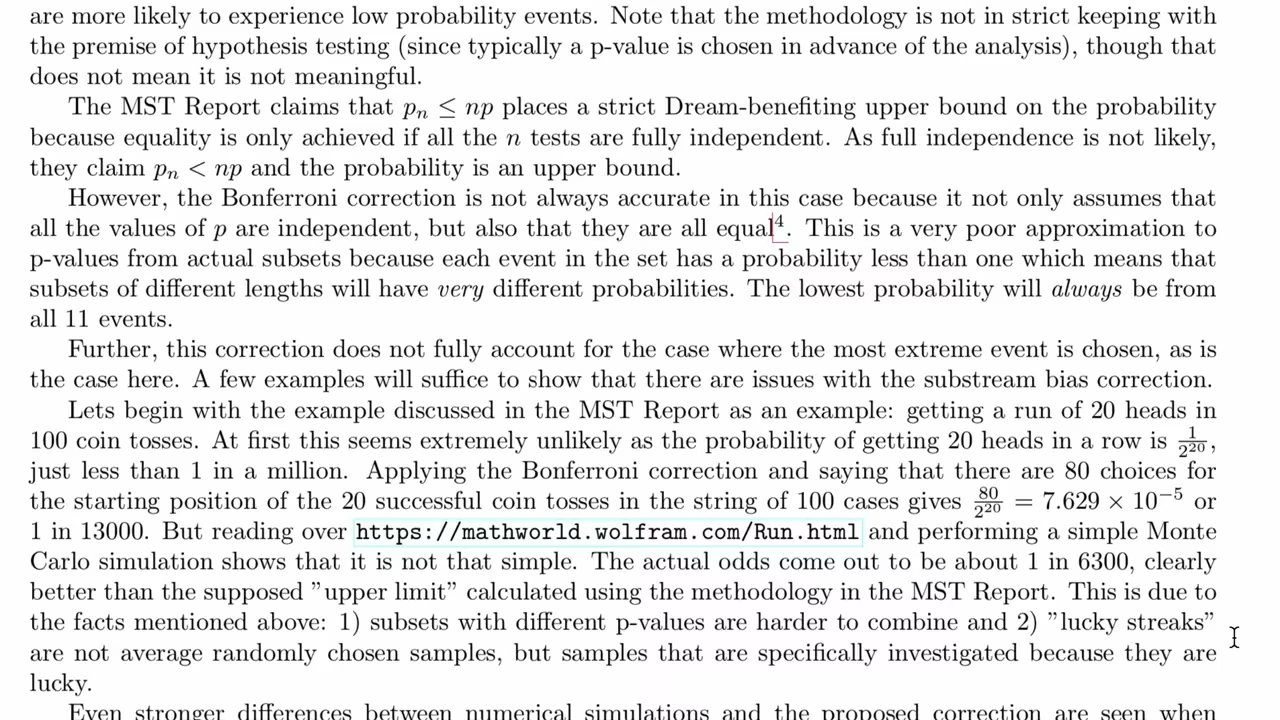 are more likely to experience low probability events. Note that the methodology is not in strict keeping with
the premise of hypothesis testing (since typically a p-value is chosen in advance of the analysis), though that
does not mean it is not meaningful.
The MST Report claims that pₙ ≤ np places a strict Dream-benefiting upper bound on the probability
because equality is only achieved if all the n tests are fully independent. As full independence is not likely,
they claim pₙ < np and the probability is an upper bound.
However, the Bonferroni correction is not always accurate in this case because it not only assumes that
all the values of p are independent, but also that they are all equal⁴. This is a very poor approximation to
p-values from actual subsets because each event in the set has a probability less than one which means that
subsets of different lengths will have very different probabilities. The lowest probability will always be from
all 11 events.
Further, this correction does not fully account for the case where the most extreme event is chosen, as is
the case here. A few examples will suffice to show that there are issues with the substream bias correction.
Lets begin with the example discussed in the MST Report as an example: getting a run of 20 heads in
100 coin tosses. At first this seems extremely unlikely as the probability of getting 20 heads in a row is 1/2²⁰,
just less than 1 in a million. Applying the Bonferroni correction and saying that there are 80 choices for
the starting position of the 20 successful coin tosses in the string of 100 cases gives 80/2²⁰ = 7.629 × 10⁻⁵ or
1 in 13000. But reading over https://mathworld.wolfram.com/Run.html and performing a simple Monte
Carlo simulation shows that it is not that simple. The actual odds come out to be about 1 in 6300, clearly
better than the supposed ”upper limit” calculated using the methodology in the MST Report. This is due to
the facts mentioned above: 1) subsets with different p-values are harder to combine and 2) ”lucky streaks”
are not average randomly chosen samples, but samples that are specifically investigated because they are
lucky.
Even stronger differences between numerical simulations and the proposed correction are seen when